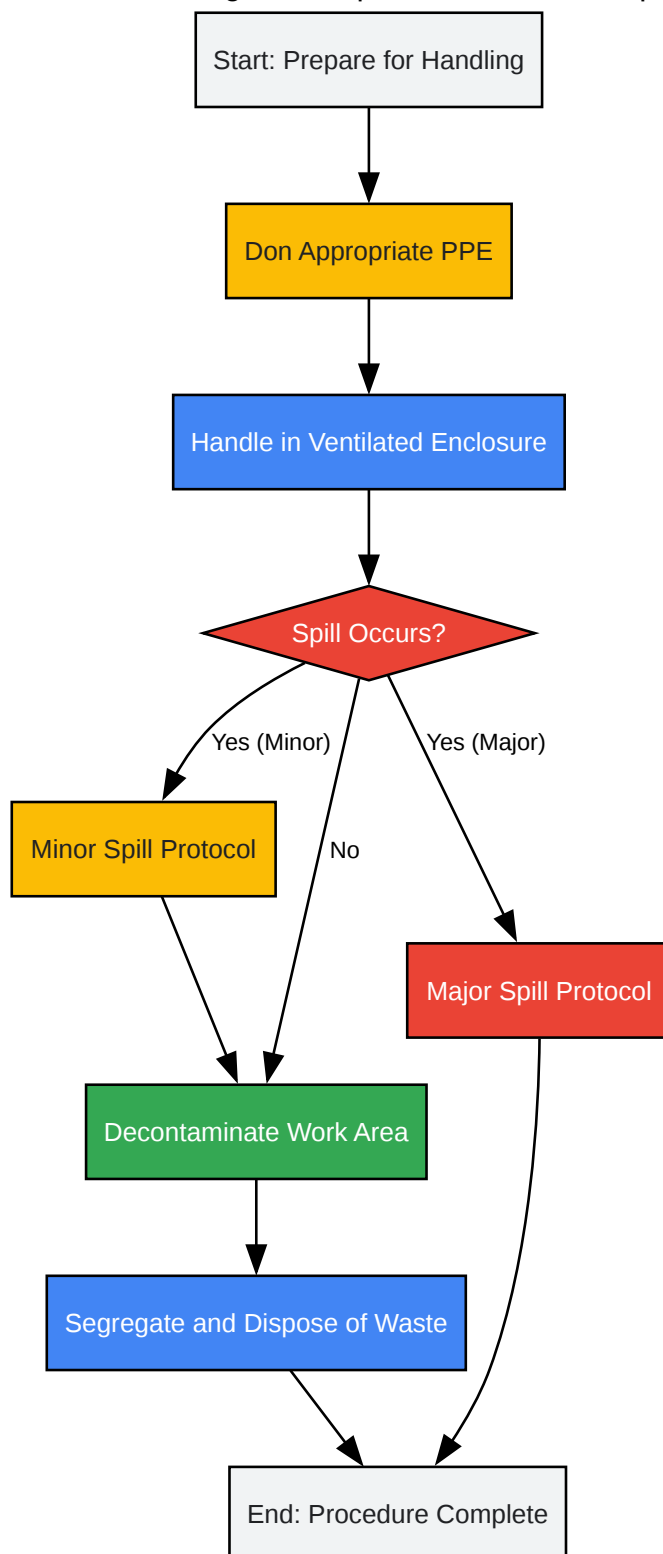 Start: Prepare for Handling
Don Appropriate PPE
Handle in Ventilated Enclosure
Spill Occurs?
Yes (Minor)
Yes (Major)
Minor Spill Protocol
No
Major Spill Protocol
Decontaminate Work Area
Segregate and Dispose of Waste
End: Procedure Complete